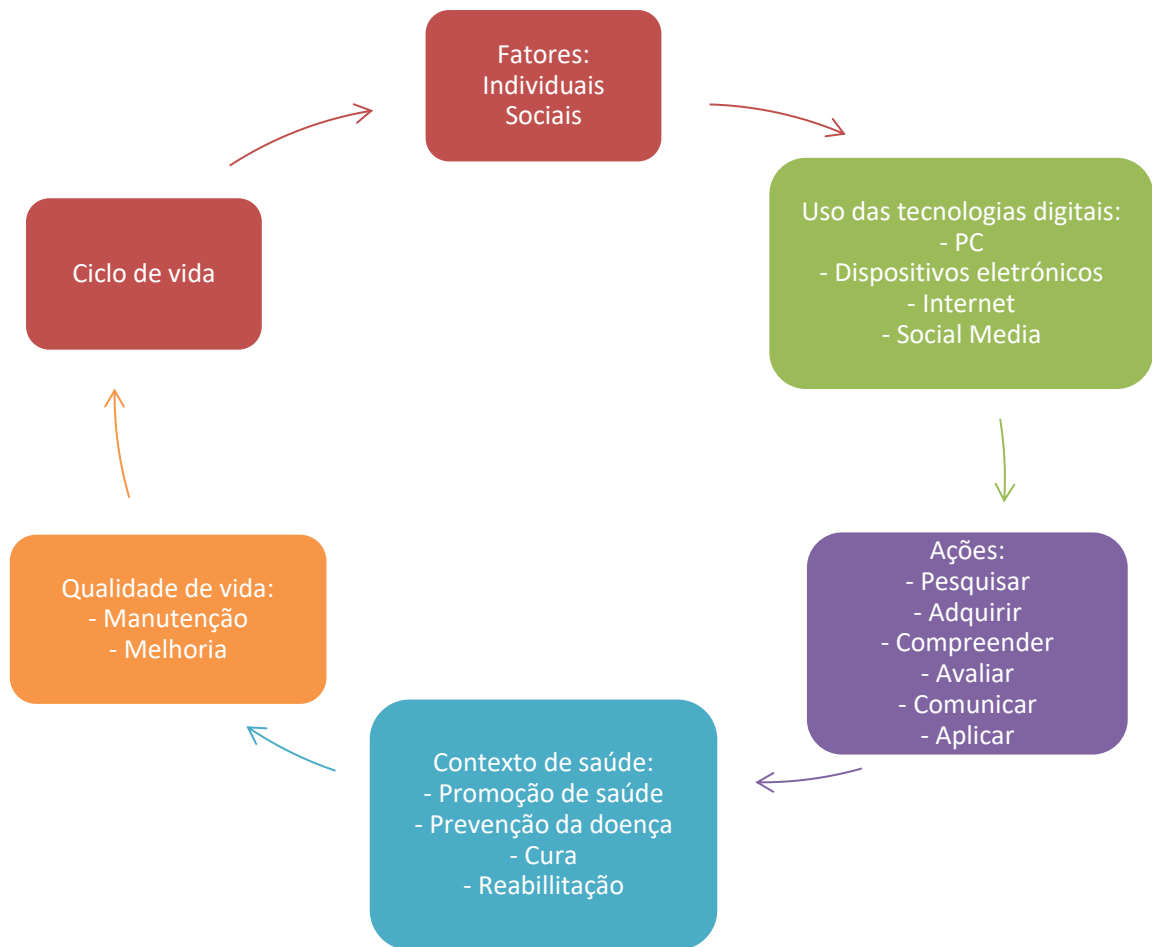 Fatores:
Individuais
Sociais
Uso das tecnologias digitais:
- PC
- Dispositivos eletrónicos
- Internet
- Social Media
Ações:
- Pesquisar
- Adquirir
- Compreender
- Avaliar
- Comunicar
- Aplicar
Contexto de saúde:
- Promoção de saúde
- Prevenção da doença
- Cura
- Reabillitação
Qualidade de vida:
- Manutenção
- Melhoria
Ciclo de vida